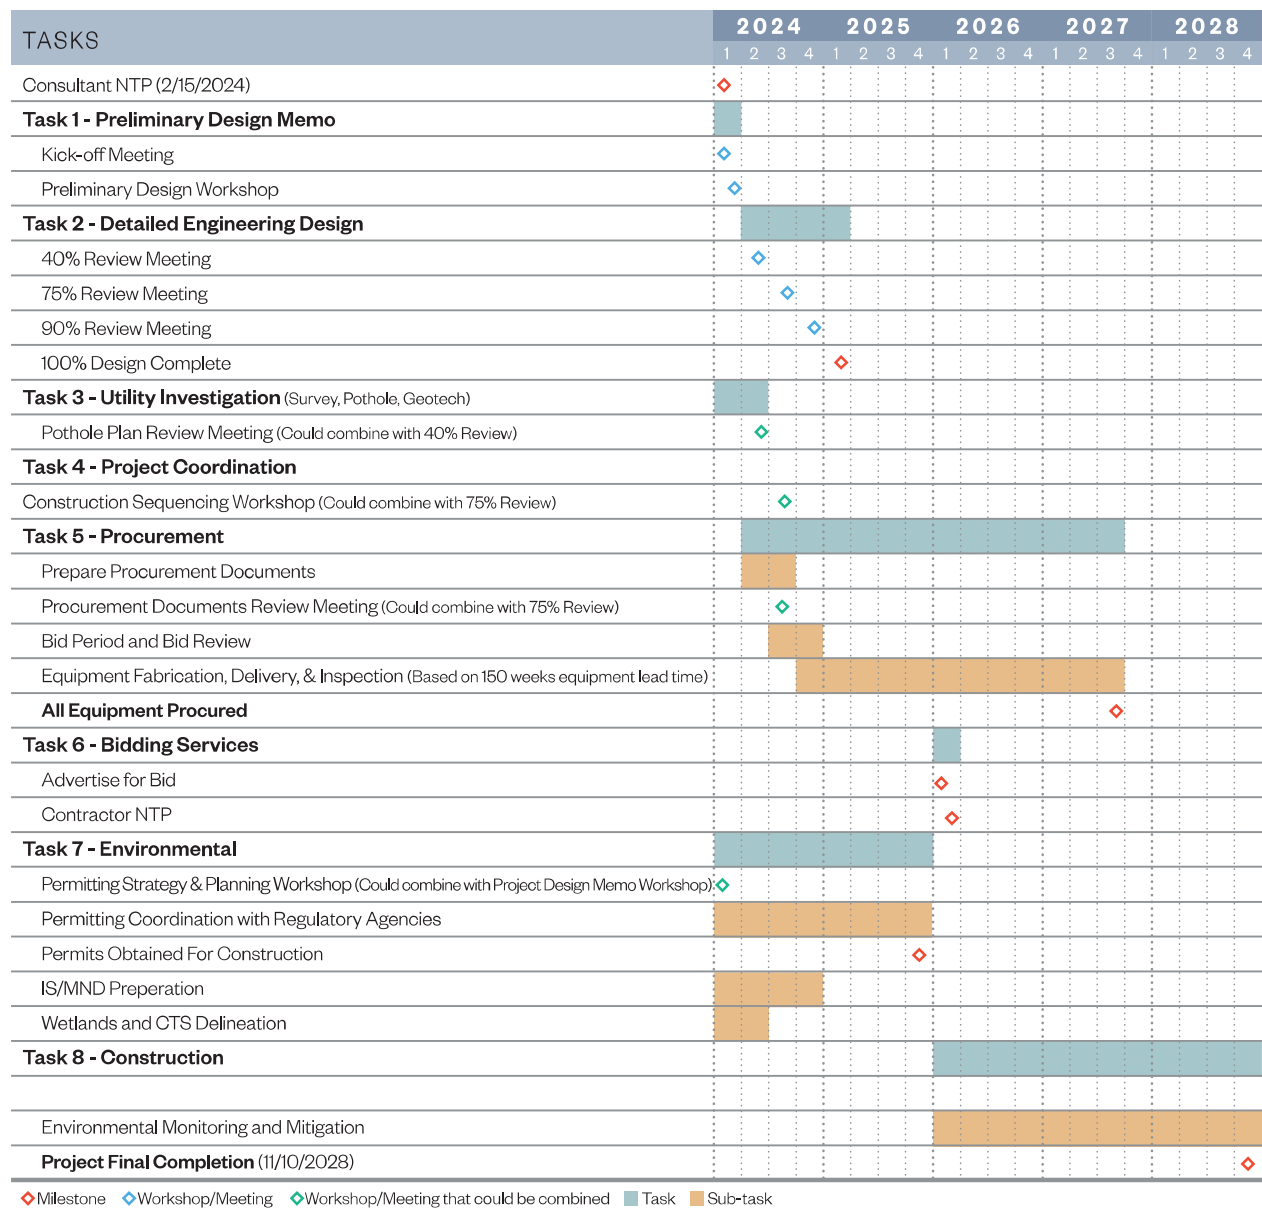 TASKS
2024 2025 2026 2027 2028
1 2 3 4 1 2 3 4 1 2 3 4 1 2 3 4 1 2 3 4
Consultant NTP (2/15/2024)
Task 1 - Preliminary Design Memo
Kick-off Meeting
Preliminary Design Workshop
Task 2 - Detailed Engineering Design
40% Review Meeting
75% Review Meeting
90% Review Meeting
100% Design Complete
Task 3 - Utility Investigation (Survey, Pothole, Geotech)
Pothole Plan Review Meeting (Could combine with 40% Review)
Task 4 - Project Coordination
Construction Sequencing Workshop (Could combine with 75% Review)
Task 5 - Procurement
Prepare Procurement Documents
Procurement Documents Review Meeting (Could combine with 75% Review)
Bid Period and Bid Review
Equipment Fabrication, Delivery, & Inspection (Based on 150 weeks equipment lead time)
All Equipment Procured
Task 6 - Bidding Services
Advertise for Bid
Contractor NTP
Task 7 - Environmental
Permitting Strategy & Planning Workshop (Could combine with Project Design Memo Workshop)
Permitting Coordination with Regulatory Agencies
Permits Obtained For Construction
IS/MND Preperation
Wetlands and CTS Delineation
Task 8 - Construction
Environmental Monitoring and Mitigation
Project Final Completion (11/10/2028)
Milestone Workshop/Meeting Workshop/Meeting that could be combined Task Sub-task